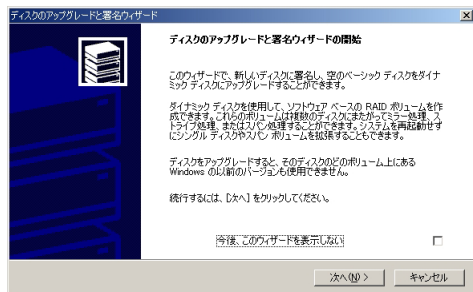 ディスクのアップグレードと署名ウィザード
ディスクのアップグレードと署名ウィザードの開始
このウィザードで、新しいディスクに署名し、空のベーシック ディスクをダイナ
ミック ディスクにアップグレードすることができます。
ダイナミック ディスクを使用して、ソフトウェア ベースの RAID ボリュームを作
成できます。これらのボリュームは複数のディスクにまたがってミラー処理、ス
トライプ処理、またはスパン処理することができます。システムを再起動せず
にシングル ディスクやスパン ボリュームを拡張することもできます。
ディスクをアップグレードすると、そのディスクのどのボリューム上にある
Windows の以前のバージョンも使用できません。
続行するには、[次へ] をクリックしてください。
今後、このウィザードを表示しない
次へ(N) >
キャンセル